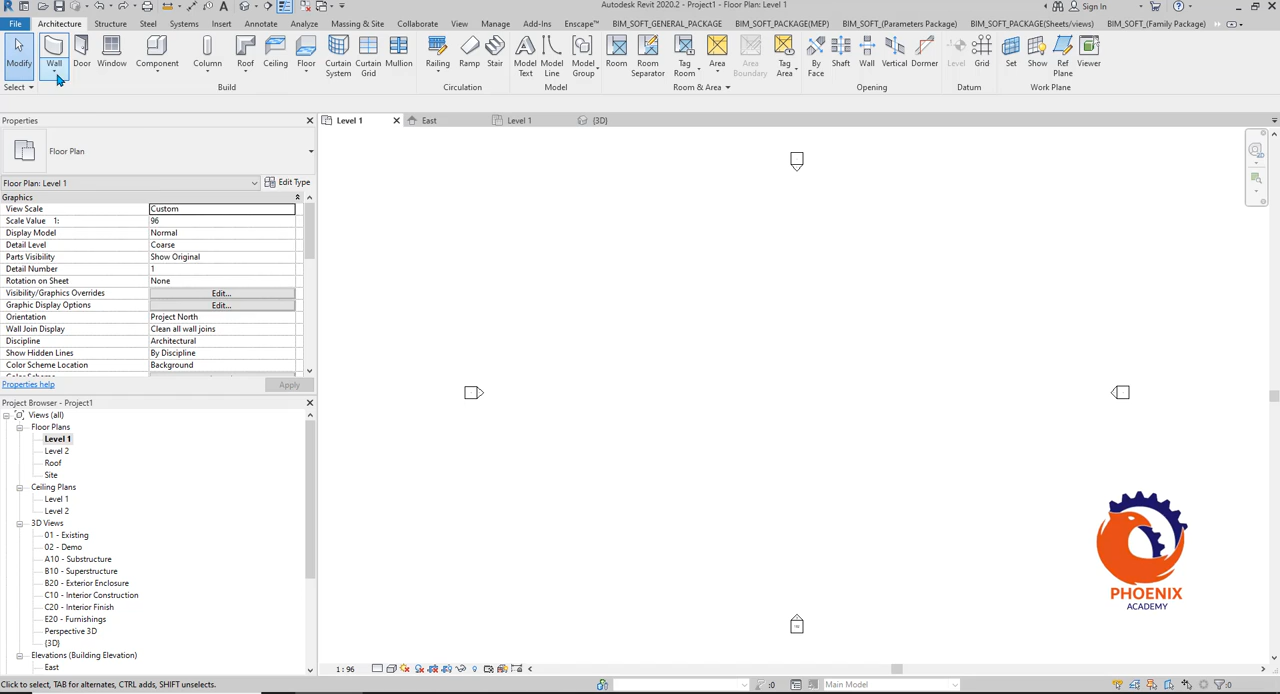 Autodesk Revit 2020.2 - Project1 - Floor Plan: Level 1
Sign In
File Architecture Structure Steel Systems Insert Annotate Analyze Massing & Site Collaborate View Manage Add-Ins Enscape™ BIM_SOFT_GENERAL_PACKAGE BIM_SOFT_PACKAGE(MEP) BIM_SOFT_(Parameters Package) BIM_SOFT_PACKAGE(Sheets/views) BIM_SOFT_(Family Package)
Modify Wall Door Window Component Column Roof Ceiling Floor Curtain System Curtain Grid Mullion Railing Ramp Stair Model Text Model Line Model Group Room Room Separator Tag Room Area Area Boundary Tag Area By Face Shaft Wall Vertical Dormer Level Grid Set Show Ref Plane Viewer
Select Build Circulation Model Room & Area Opening Datum Work Plane
Properties
Level 1 East Level 1 {3D}
Floor Plan
Floor Plan: Level 1 Edit Type
Graphics
View Scale Custom
Scale Value 1: 96
Display Model Normal
Detail Level Coarse
Parts Visibility Show Original
Detail Number 1
Rotation on Sheet None
Visibility/Graphics Overrides Edit...
Graphic Display Options Edit...
Orientation Project North
Wall Join Display Clean all wall joins
Discipline Architectural
Show Hidden Lines By Discipline
Color Scheme Location Background
Properties help Apply
Project Browser - Project1
Views (all)
Floor Plans
Level 1
Level 2
Roof
Site
Ceiling Plans
Level 1
Level 2
3D Views
01 - Existing
02 - Demo
A10 - Substructure
B10 - Superstructure
B20 - Exterior Enclosure
C10 - Interior Construction
C20 - Interior Finish
E20 - Furnishings
Perspective 3D
{3D}
Elevations (Building Elevation)
East
PHOENIX
ACADEMY
1 : 96
Click to select, TAB for alternates, CTRL adds, SHIFT unselects.
:0
Main Model
:0